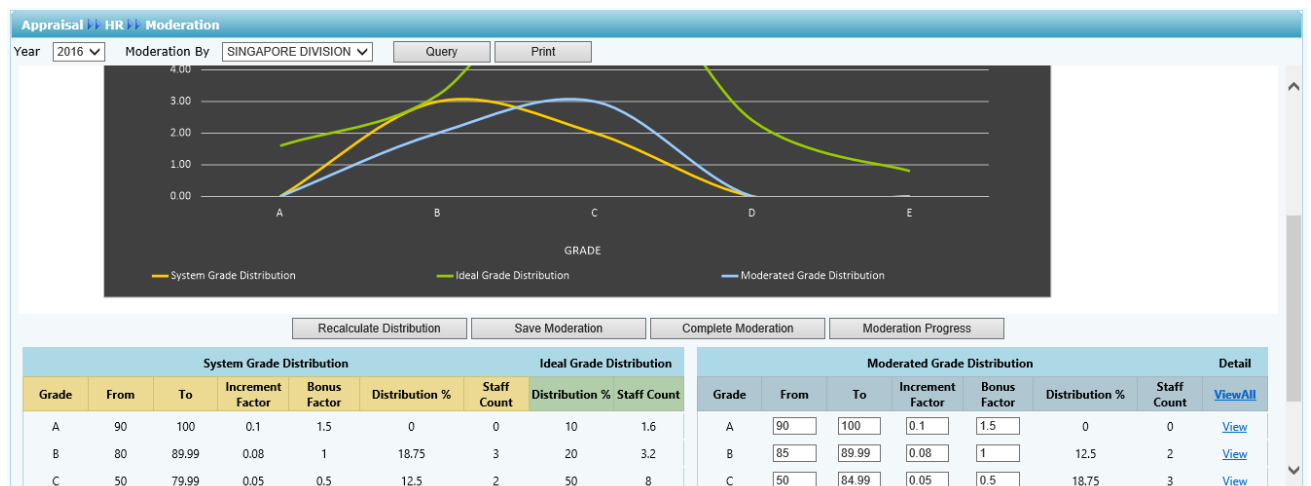 Appraisal HR Moderation
Year 2016 Moderation By SINGAPORE DIVISION Query Print
4.00
3.00
2.00
1.00
0.00
A B C D E
GRADE
System Grade Distribution Ideal Grade Distribution Moderated Grade Distribution
Recalculate Distribution Save Moderation Complete Moderation Moderation Progress
System Grade Distribution Ideal Grade Distribution Moderated Grade Distribution Detail
Grade From To Increment Factor Bonus Factor Distribution % Staff Count Distribution % Staff Count Grade From To Increment Factor Bonus Factor Distribution % Staff Count ViewAll
A 90 100 0.1 1.5 0 0 10 1.6 A 90 100 0.1 1.5 0 0 View
B 80 89.99 0.08 1 18.75 3 20 3.2 B 85 89.99 0.08 1 12.5 2 View
C 50 79.99 0.05 0.5 12.5 2 50 8 C 50 84.99 0.05 0.5 18.75 3 View